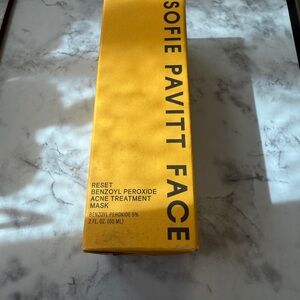 SOFIE PAVITT FACE
RESET
BENZOYL PEROXIDE
ACNE TREATMENT
MASK
BENZOYL PEROXIDE 5%
2 FL. OZ. (60 ML)